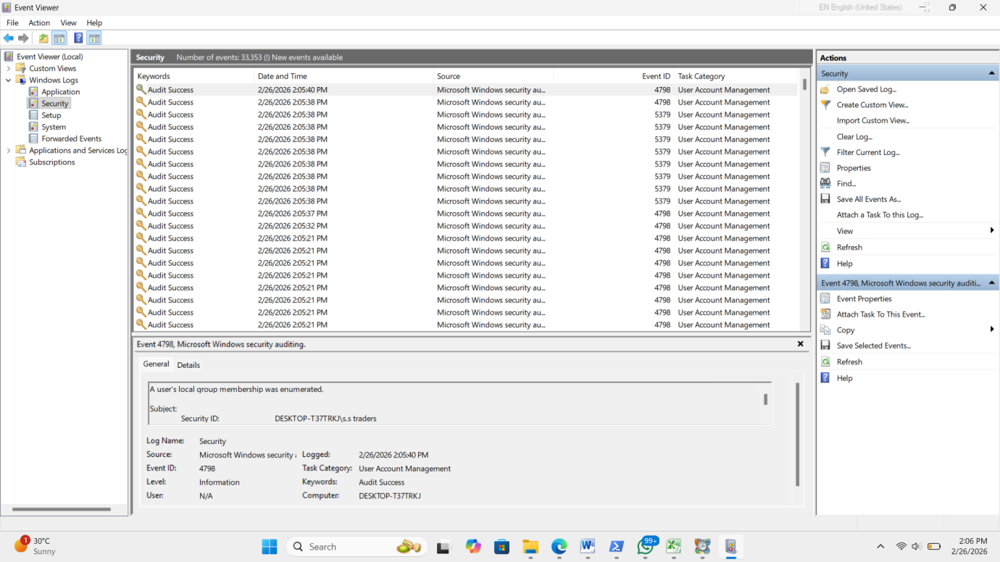 Event Viewer
EN English (United States)
File Action View Help
Event Viewer (Local)
Custom Views
Windows Logs
Application
Security
Setup
System
Forwarded Events
Applications and Services Log
Subscriptions
Security Number of events: 33,353 (!) New events available
Keywords Date and Time Source Event ID Task Category
Audit Success 2/26/2026 2:05:40 PM Microsoft Windows security au... 4798 User Account Management
Audit Success 2/26/2026 2:05:38 PM Microsoft Windows security au... 4798 User Account Management
Audit Success 2/26/2026 2:05:38 PM Microsoft Windows security au... 5379 User Account Management
Audit Success 2/26/2026 2:05:38 PM Microsoft Windows security au... 5379 User Account Management
Audit Success 2/26/2026 2:05:38 PM Microsoft Windows security au... 5379 User Account Management
Audit Success 2/26/2026 2:05:38 PM Microsoft Windows security au... 5379 User Account Management
Audit Success 2/26/2026 2:05:38 PM Microsoft Windows security au... 5379 User Account Management
Audit Success 2/26/2026 2:05:38 PM Microsoft Windows security au... 5379 User Account Management
Audit Success 2/26/2026 2:05:38 PM Microsoft Windows security au... 5379 User Account Management
Audit Success 2/26/2026 2:05:38 PM Microsoft Windows security au... 5379 User Account Management
Audit Success 2/26/2026 2:05:37 PM Microsoft Windows security au... 4798 User Account Management
Audit Success 2/26/2026 2:05:32 PM Microsoft Windows security au... 4798 User Account Management
Audit Success 2/26/2026 2:05:21 PM Microsoft Windows security au... 4798 User Account Management
Audit Success 2/26/2026 2:05:21 PM Microsoft Windows security au... 4798 User Account Management
Audit Success 2/26/2026 2:05:21 PM Microsoft Windows security au... 4798 User Account Management
Audit Success 2/26/2026 2:05:21 PM Microsoft Windows security au... 4798 User Account Management
Audit Success 2/26/2026 2:05:21 PM Microsoft Windows security au... 4798 User Account Management
Audit Success 2/26/2026 2:05:21 PM Microsoft Windows security au... 4798 User Account Management
Audit Success 2/26/2026 2:05:21 PM Microsoft Windows security au... 4798 User Account Management
Audit Success 2/26/2026 2:05:21 PM Microsoft Windows security au... 4798 User Account Management
Event 4798, Microsoft Windows security auditing.
General Details
A user's local group membership was enumerated.
Subject:
Security ID: DESKTOP-T37TRKJ\s.s traders
Log Name: Security
Source: Microsoft Windows security Logged: 2/26/2026 2:05:40 PM
Event ID: 4798 Task Category: User Account Management
Level: Information Keywords: Audit Success
User: N/A Computer: DESKTOP-T37TRKJ
Actions
Security
Open Saved Log...
Create Custom View...
Import Custom View...
Clear Log...
Filter Current Log...
Properties
Find...
Save All Events As...
Attach a Task To this Log...
View
Refresh
Help
Event 4798, Microsoft Windows security auditi...
Event Properties
Attach Task To This Event...
Copy
Save Selected Events...
Refresh
Help
1
30°C
Sunny
Search
99+
2:06 PM
2/26/2026